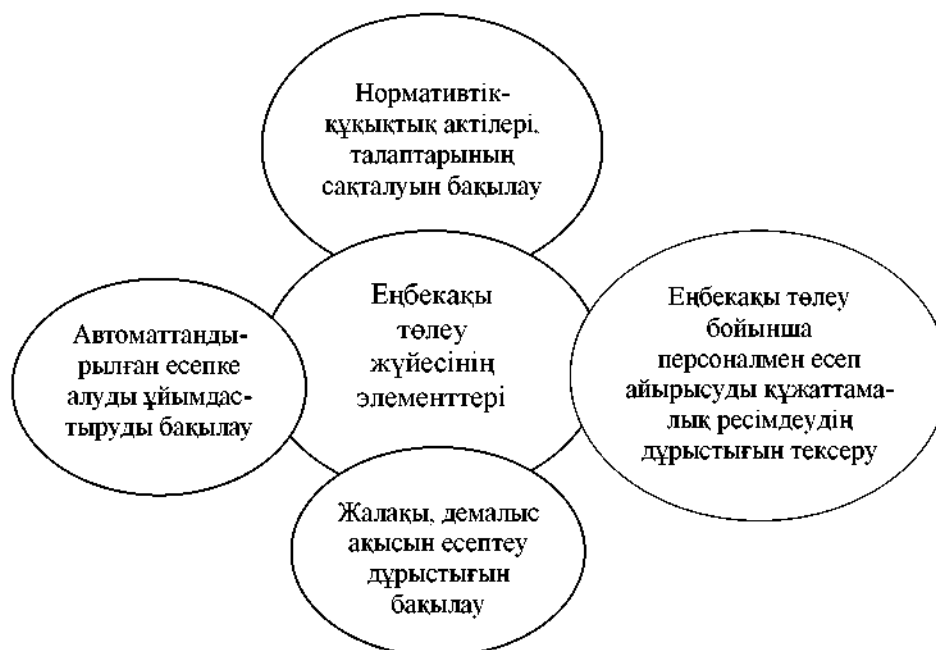 Нормативтік-
құқықтық актілері,
талаптарының
сақталуын бақылау
Еңбекақы
төлеу
жүйесінің
элементтері
Еңбекақы төлеу
бойынша
персоналмен есеп
айырысуды құжаттама-
лық ресімдеудің
дұрыстығын тексеру
Автоматтанды-
рылған есепке
алуды ұйымдас-
тыруды бақылау
Жалақы, демалыс
ақысын есептеу
дұрыстығын
бақылау